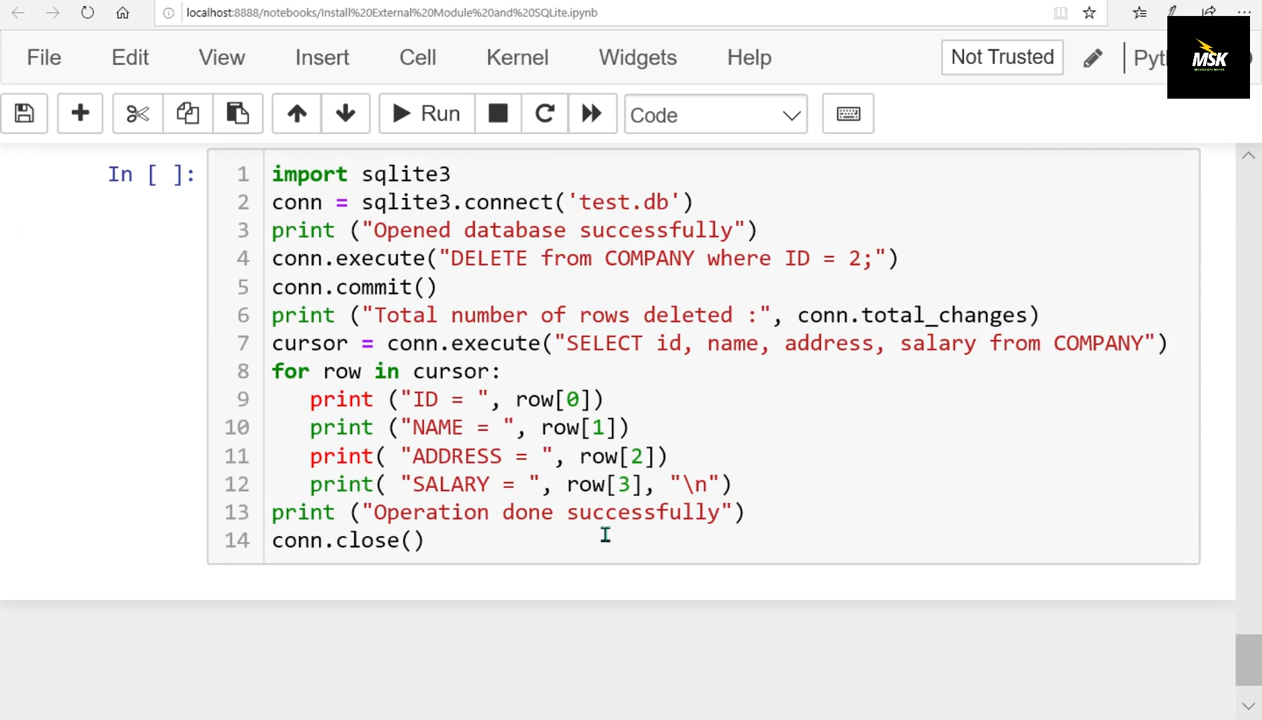 localhost:8888/notebooks/Install%20External%20Module%20and%20SQLite.ipynb
File Edit View Insert Cell Kernel Widgets Help Not Trusted Pyt
MSK
Run Code
In [ ]:
1 import sqlite3
2 conn = sqlite3.connect('test.db')
3 print ("Opened database successfully")
4 conn.execute("DELETE from COMPANY where ID = 2;")
5 conn.commit()
6 print ("Total number of rows deleted :", conn.total_changes)
7 cursor = conn.execute("SELECT id, name, address, salary from COMPANY")
8 for row in cursor:
9    print ("ID = ", row[0])
10    print ("NAME = ", row[1])
11    print( "ADDRESS = ", row[2])
12    print( "SALARY = ", row[3], "\n")
13 print ("Operation done successfully")
14 conn.close()